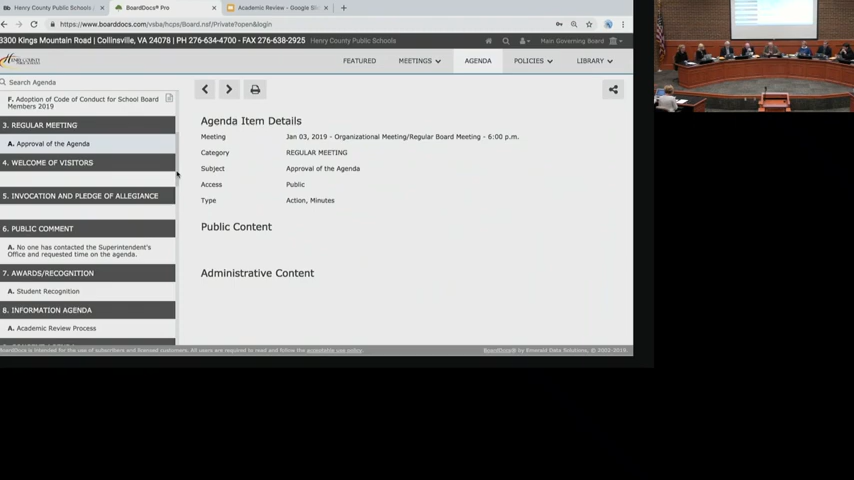 Henry County Public Schools
BoardDocs® Pro
Academic Review - Google Sli
https://www.boarddocs.com/vsba/hcps/Board.nsf/Private?open&login
3300 Kings Mountain Road | Collinsville, VA 24078 | PH 276-634-4700 - FAX 276-638-2925 Henry County Public Schools
Main Governing Board
HENRY COUNTY
FEATURED MEETINGS AGENDA POLICIES LIBRARY
Search Agenda
F. Adoption of Code of Conduct for School Board
Members 2019
3. REGULAR MEETING
A. Approval of the Agenda
4. WELCOME OF VISITORS
5. INVOCATION AND PLEDGE OF ALLEGIANCE
6. PUBLIC COMMENT
A. No one has contacted the Superintendent's
Office and requested time on the agenda.
7. AWARDS/RECOGNITION
A. Student Recognition
8. INFORMATION AGENDA
A. Academic Review Process
Agenda Item Details
Meeting Jan 03, 2019 - Organizational Meeting/Regular Board Meeting - 6:00 p.m.
Category REGULAR MEETING
Subject Approval of the Agenda
Access Public
Type Action, Minutes
Public Content
Administrative Content
BoardDocs is intended for the use of subscribers and licensed customers. All users are required to read and follow the acceptable use policy.
BoardDocs® by Emerald Data Solutions, © 2002-2019.